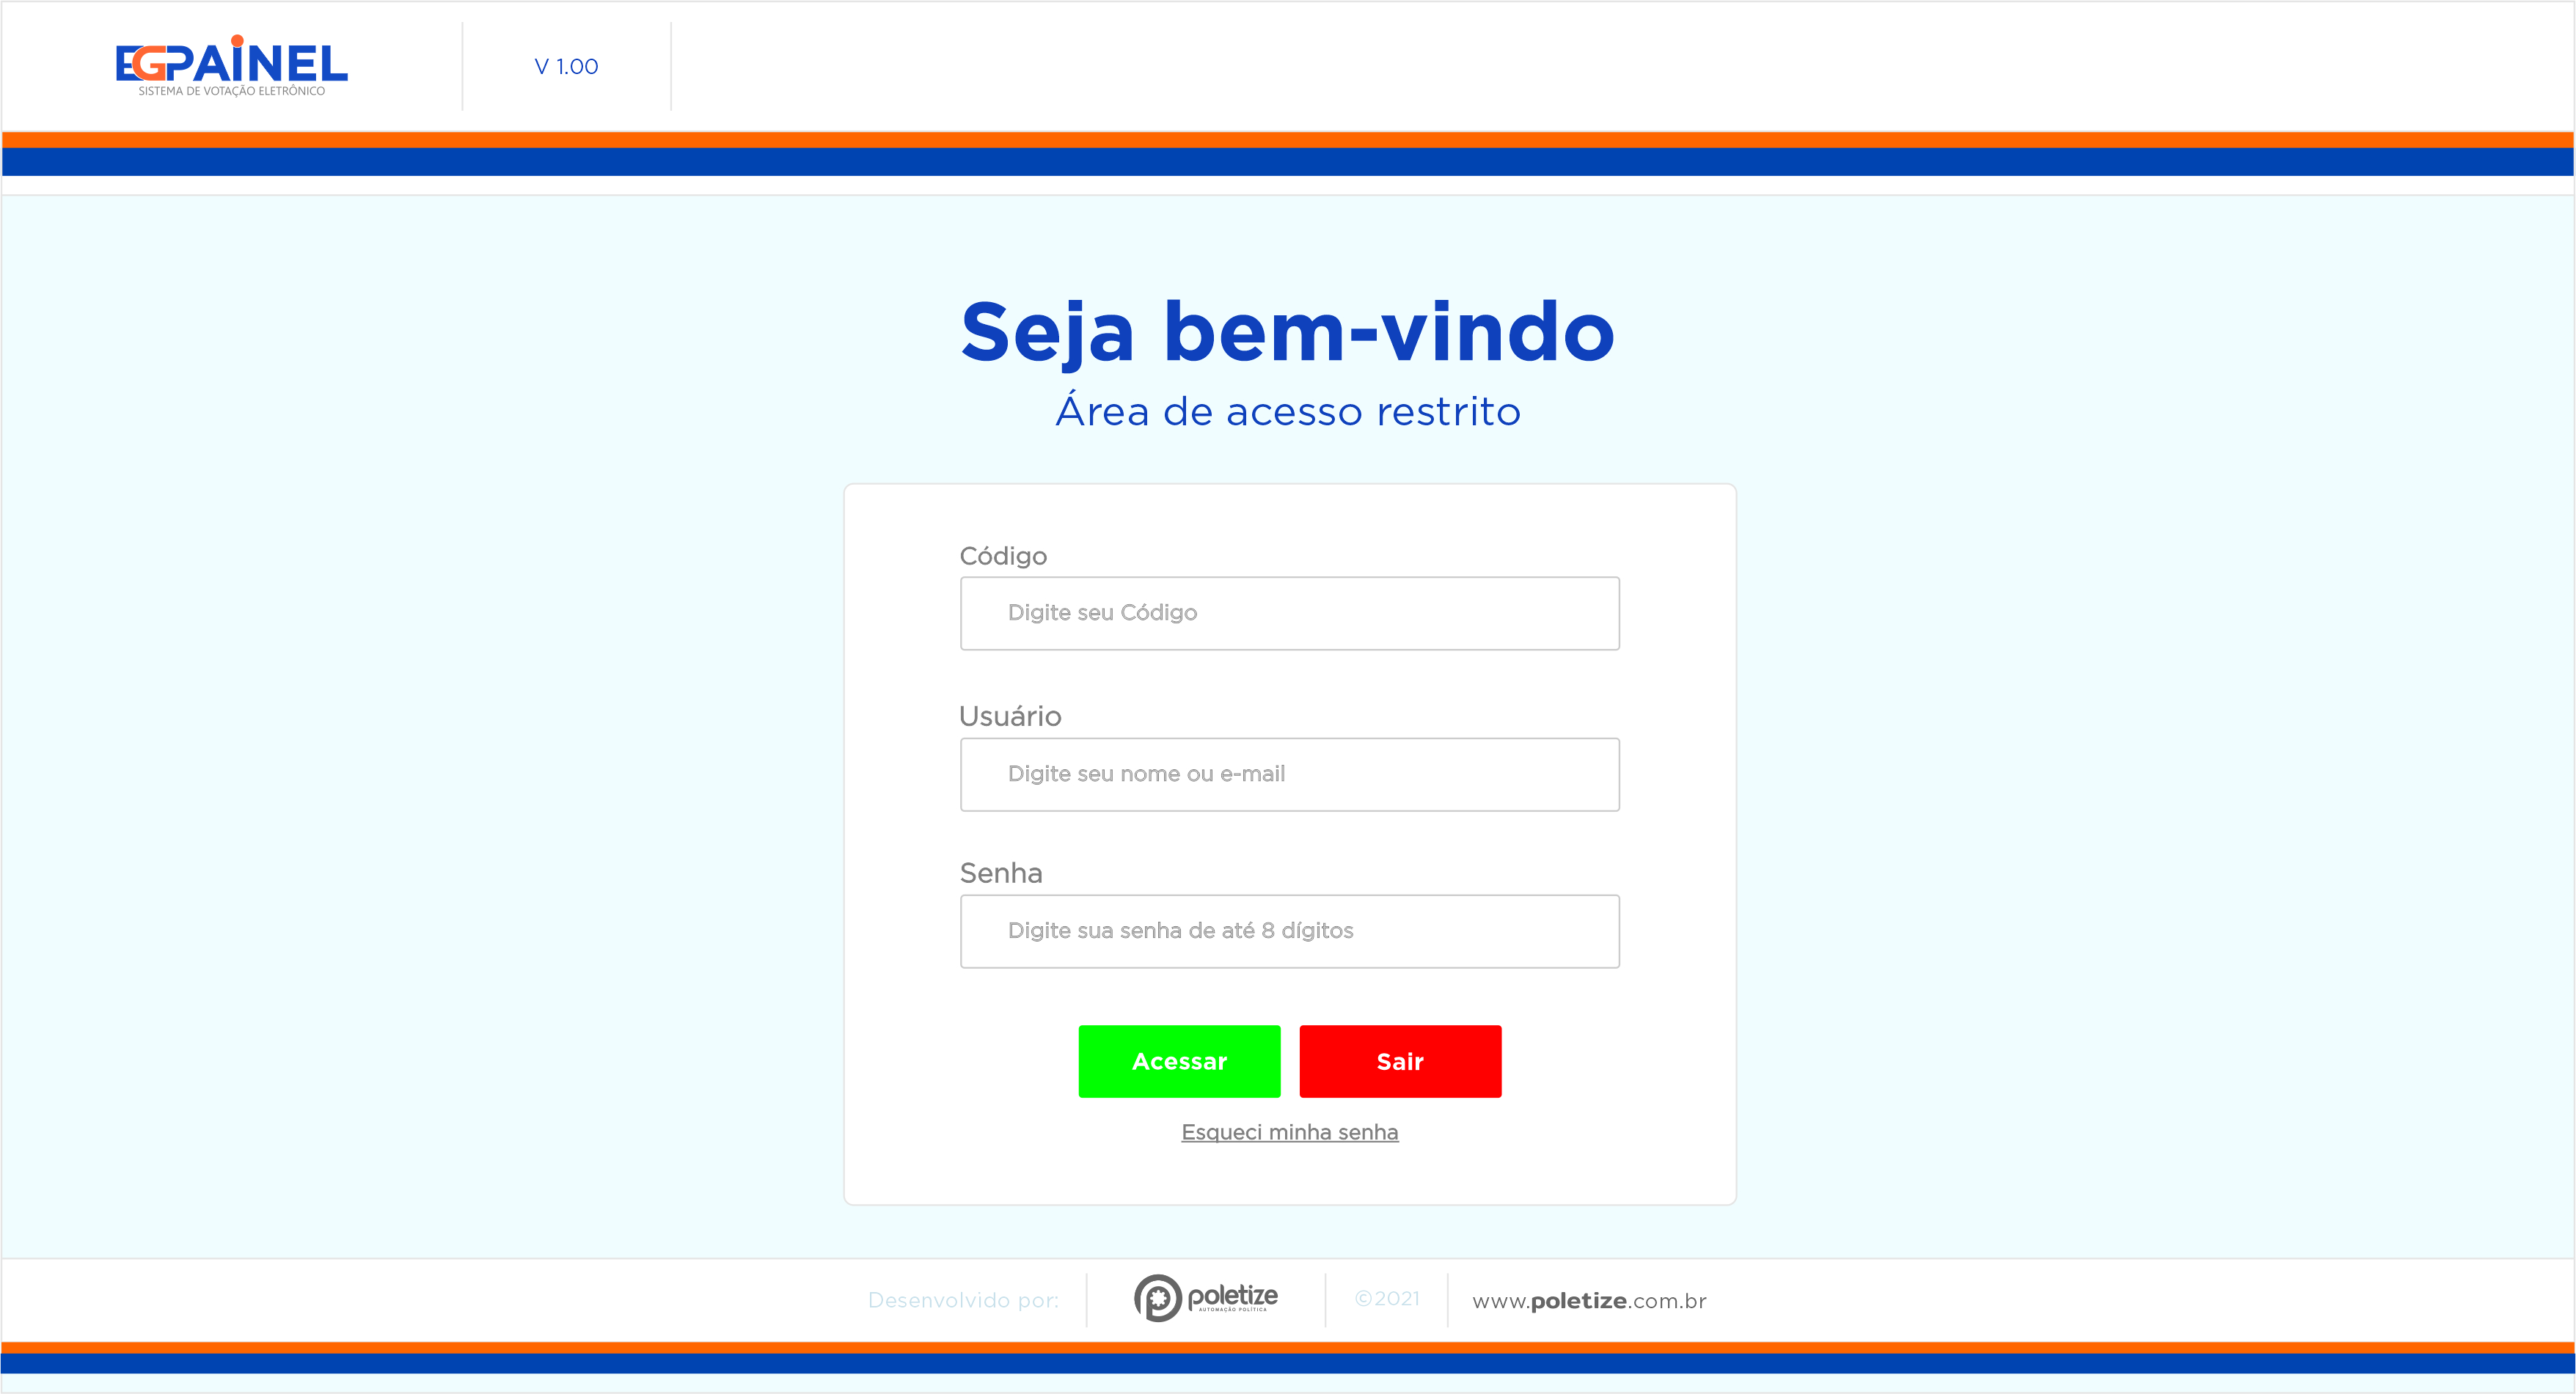 EGPAINEL
SISTEMA DE VOTAÇÃO ELETRÔNICO
V 1.00
Seja bem-vindo
Área de acesso restrito
Código
Digite seu Código
Usuário
Digite seu nome ou e-mail
Senha
Digite sua senha de até 8 dígitos
Acessar
Sair
Esqueci minha senha
Desenvolvido por:
poletize
AUTOMAÇÃO POLÍTICA
©2021
www.poletize.com.br